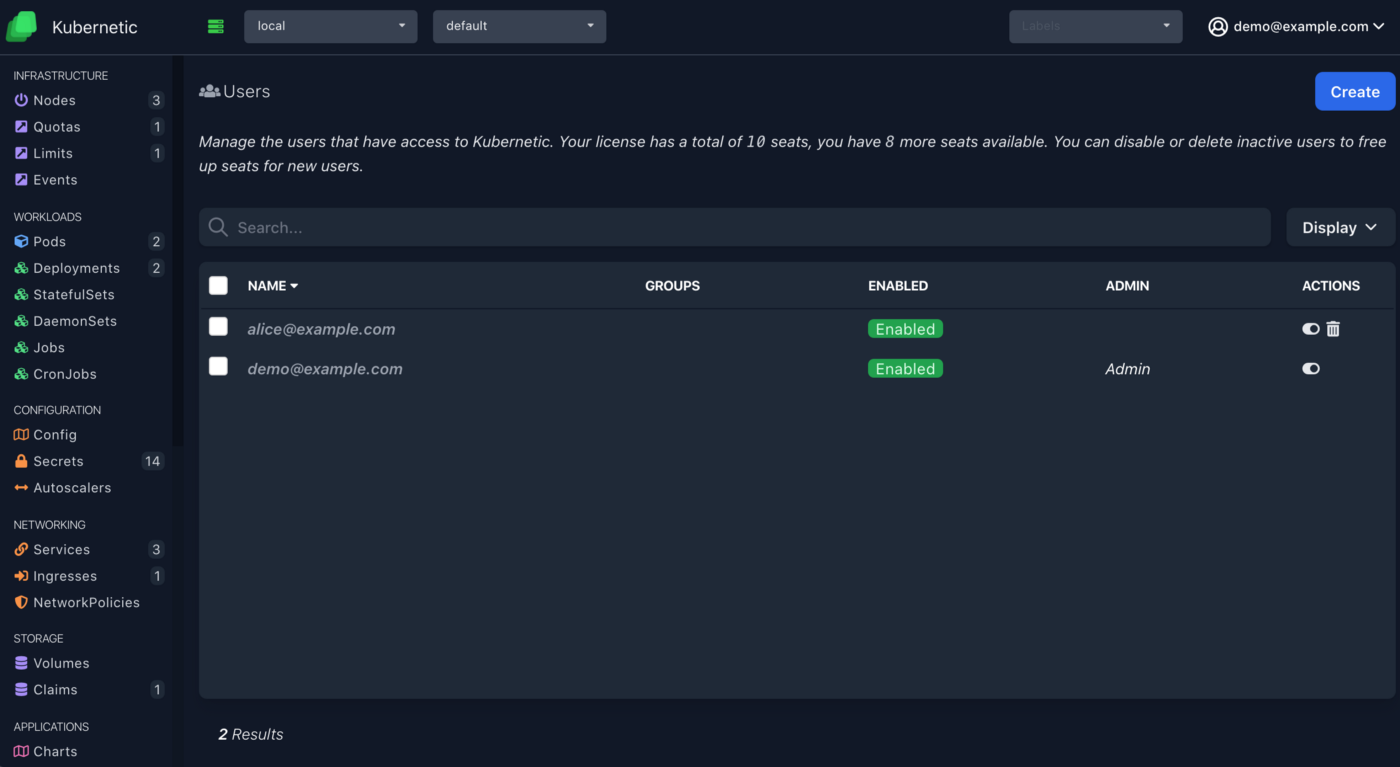 Kubernetic
local
default
Labels
demo@example.com
INFRASTRUCTURE
Nodes 3
Quotas 1
Limits 1
Events
WORKLOADS
Pods 2
Deployments 2
StatefulSets
DaemonSets
Jobs
CronJobs
CONFIGURATION
Config
Secrets 14
Autoscalers
NETWORKING
Services 3
Ingresses 1
NetworkPolicies
STORAGE
Volumes
Claims 1
APPLICATIONS
Charts
Users
Create
Manage the users that have access to Kubernetic. Your license has a total of 10 seats, you have 8 more seats available. You can disable or delete inactive users to free
up seats for new users.
Search...
Display
NAME GROUPS ENABLED ADMIN ACTIONS
alice@example.com Enabled
demo@example.com Enabled Admin
2 Results